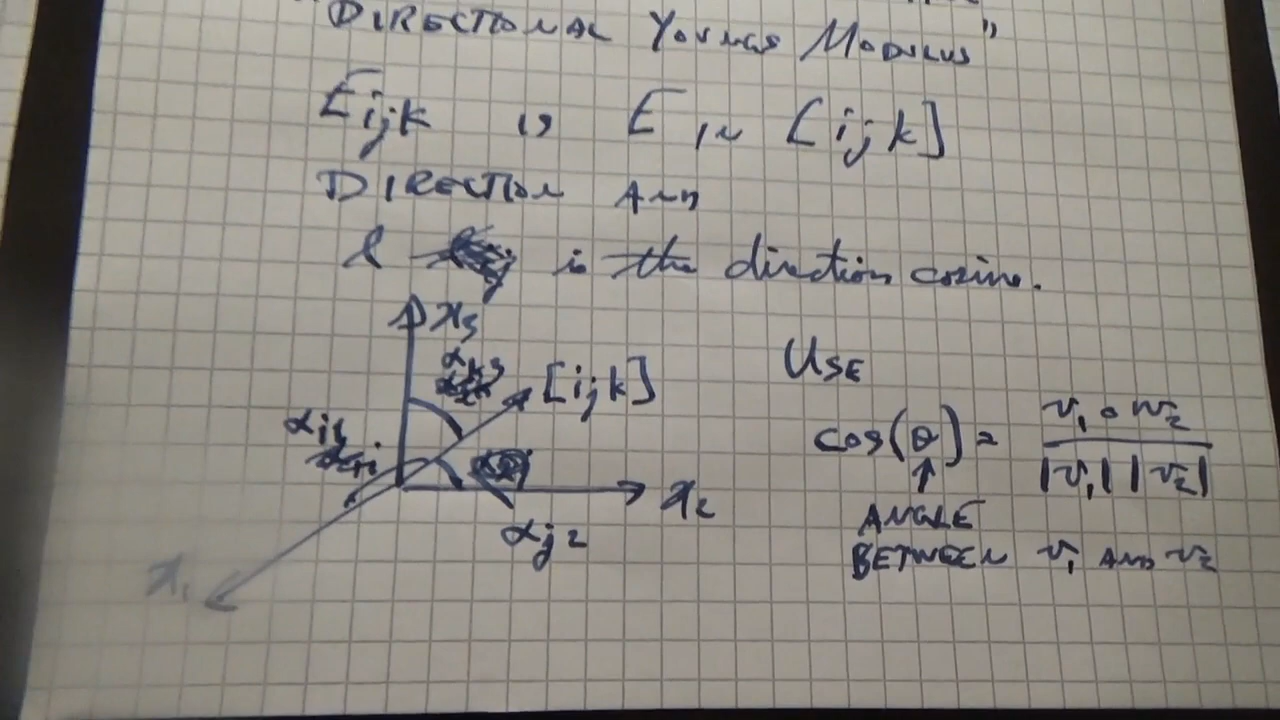 "DIRECTIONAL YOUNGS MODULUS"
Eijk IS E IN [ijk]
DIRECTION AND
l is the direction cosine.
x3
αk3
[ijk]
αi1
x2
αj2
x1
USE
cos(θ) = v1 ∘ v2 / |v1| |v2|
↑
ANGLE
BETWEEN v1 AND v2